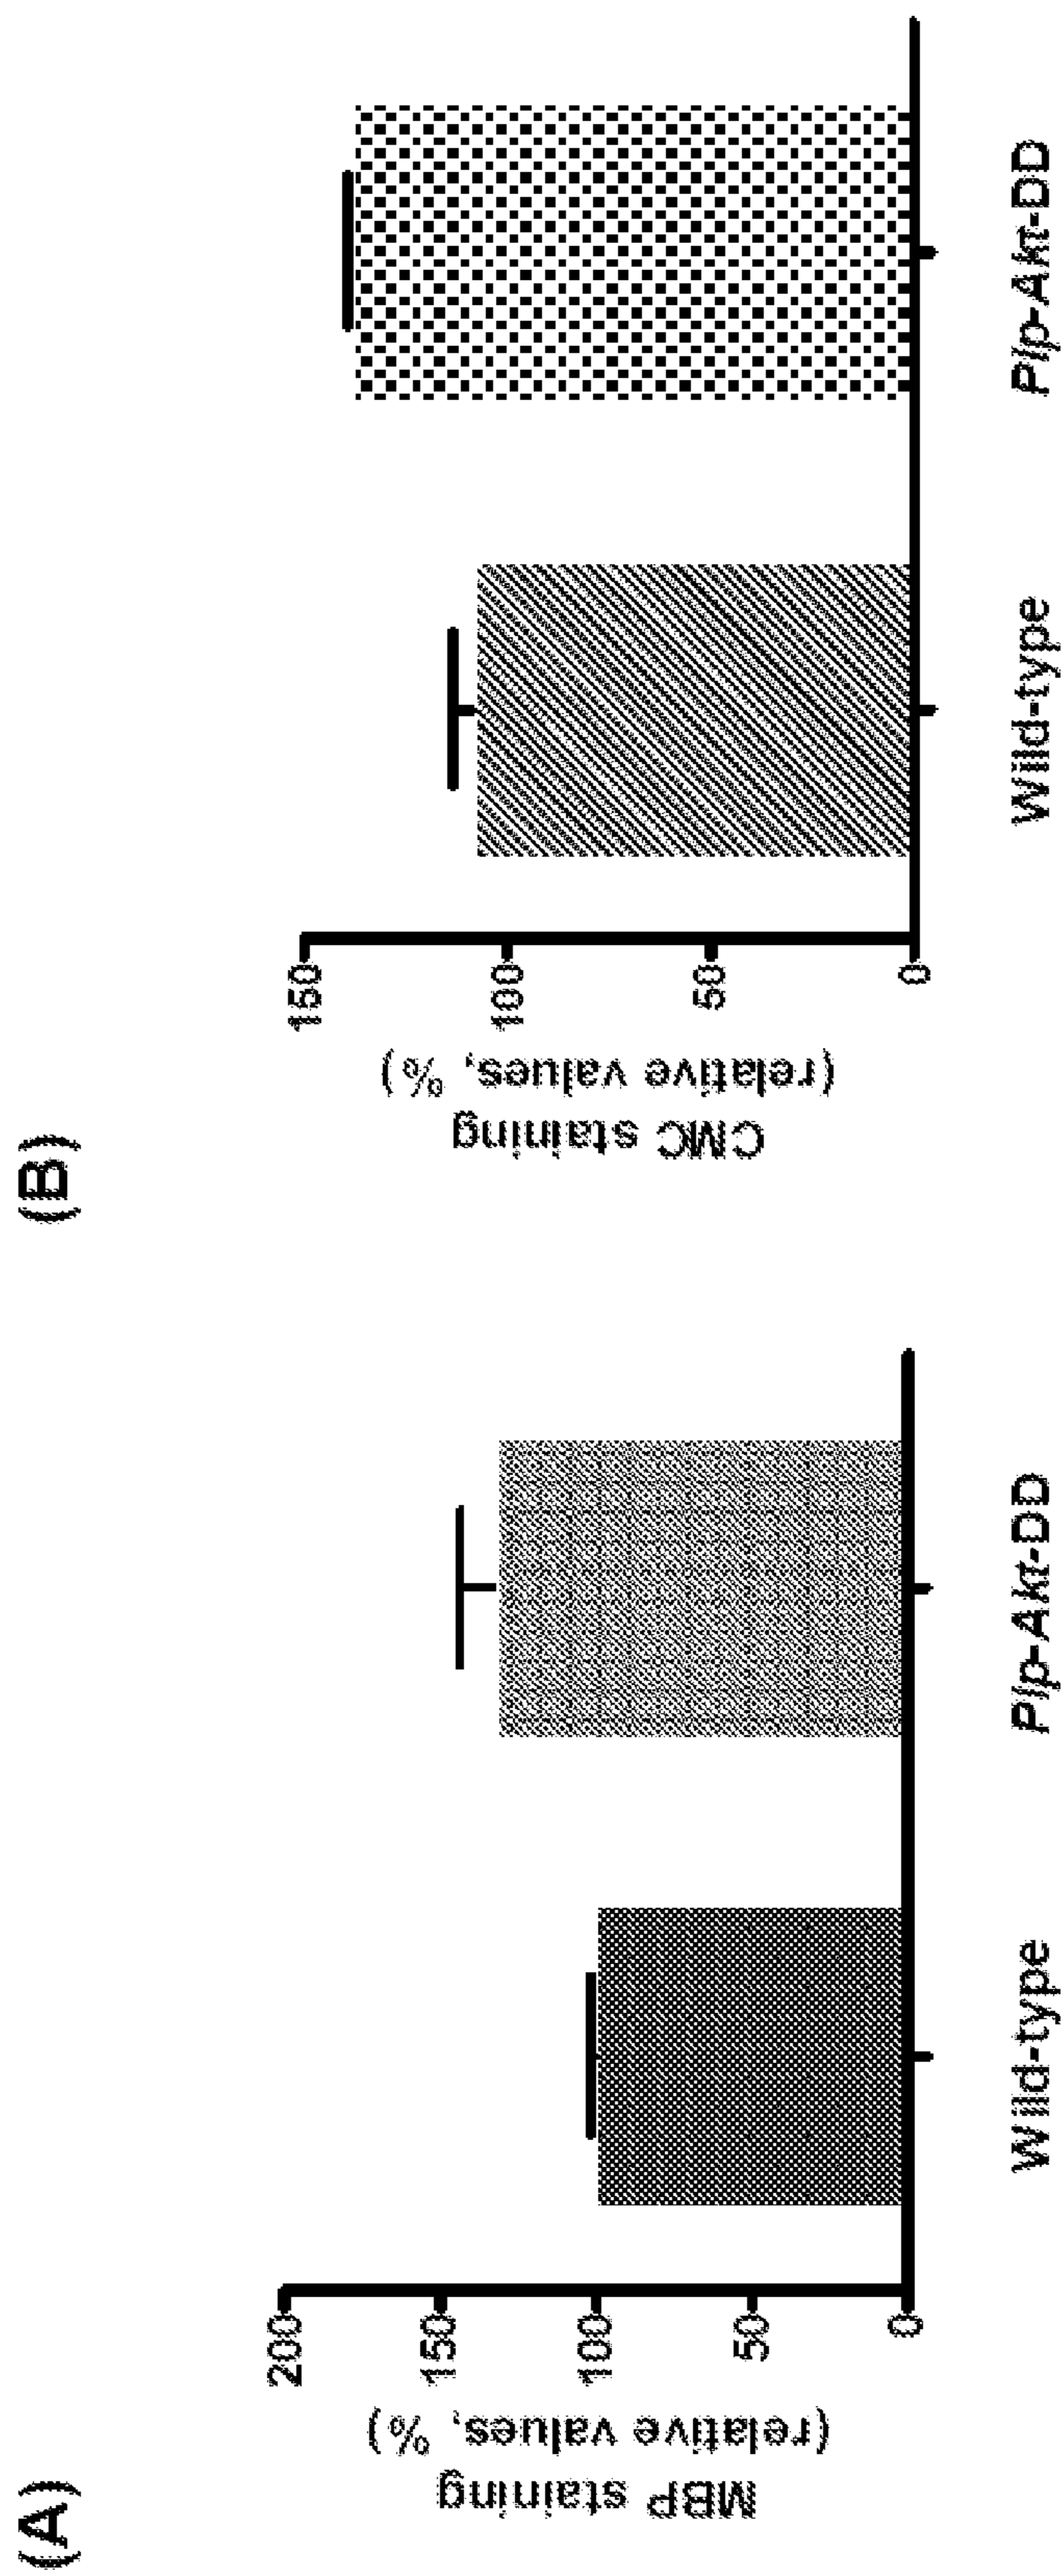 (A)
MBP staining
(relative values, %)
200
150
100
50
0
Wild-type
Plp-Akt-DD
(B)
CMC staining
(relative values, %)
150
100
50
0
Wild-type
Plp-Akt-DD